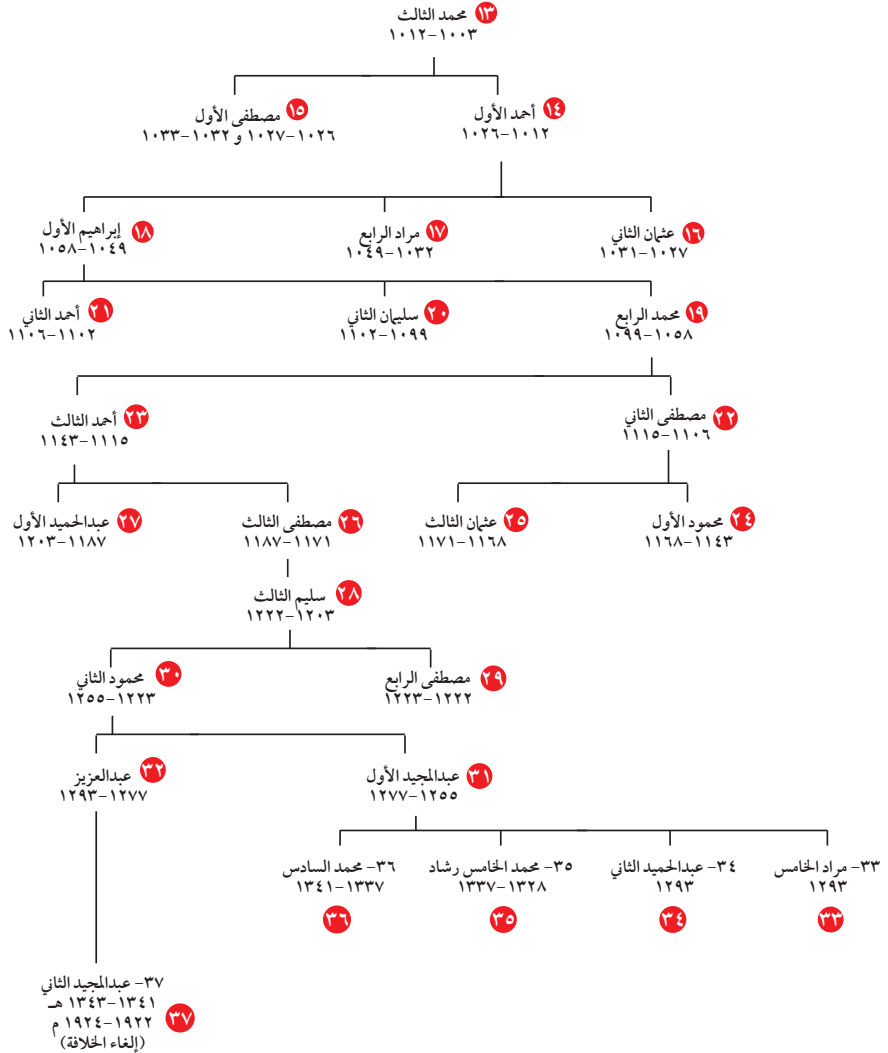 ١٣ محمد الثالث
١٠٠٣-١٠١٢
١٤ أحمد الأول
١٠١٢-١٠٢٦
١٥ مصطفى الأول
١٠٢٦-١٠٢٧ و ١٠٣٢-١٠٣٣
١٦ عثمان الثاني
١٠٢٧-١٠٣١
١٧ مراد الرابع
١٠٣٢-١٠٤٩
١٨ إبراهيم الأول
١٠٤٩-١٠٥٨
١٩ محمد الرابع
١٠٥٨-١٠٩٩
٢٠ سليمان الثاني
١٠٩٩-١١٠٢
٢١ أحمد الثاني
١١٠٢-١١٠٦
٢٢ مصطفى الثاني
١١٠٦-١١١٥
٢٣ أحمد الثالث
١١١٥-١١٤٣
٢٤ محمود الأول
١١٤٣-١١٦٨
٢٥ عثمان الثالث
١١٦٨-١١٧١
٢٦ مصطفى الثالث
١١٧١-١١٨٧
٢٧ عبدالحميد الأول
١١٨٧-١٢٠٣
٢٨ سليم الثالث
١٢٠٣-١٢٢٢
٢٩ مصطفى الرابع
١٢٢٢-١٢٢٣
٣٠ محمود الثاني
١٢٢٣-١٢٥٥
٣١ عبدالمجيد الأول
١٢٥٥-١٢٧٧
٣٢ عبدالعزيز
١٢٧٧-١٢٩٣
٣٣- مراد الخامس
١٢٩٣
٣٣
٣٤- عبدالحميد الثاني
١٢٩٣
٣٤
٣٥- محمد الخامس رشاد
١٣٢٨-١٣٣٧
٣٥
٣٦- محمد السادس
١٣٣٧-١٣٤١
٣٦
٣٧- عبدالمجيد الثاني
١٣٤١-١٣٤٣ هـ
٣٧ ١٩٢٢-١٩٢٤ م
(إلغاء الخلافة)